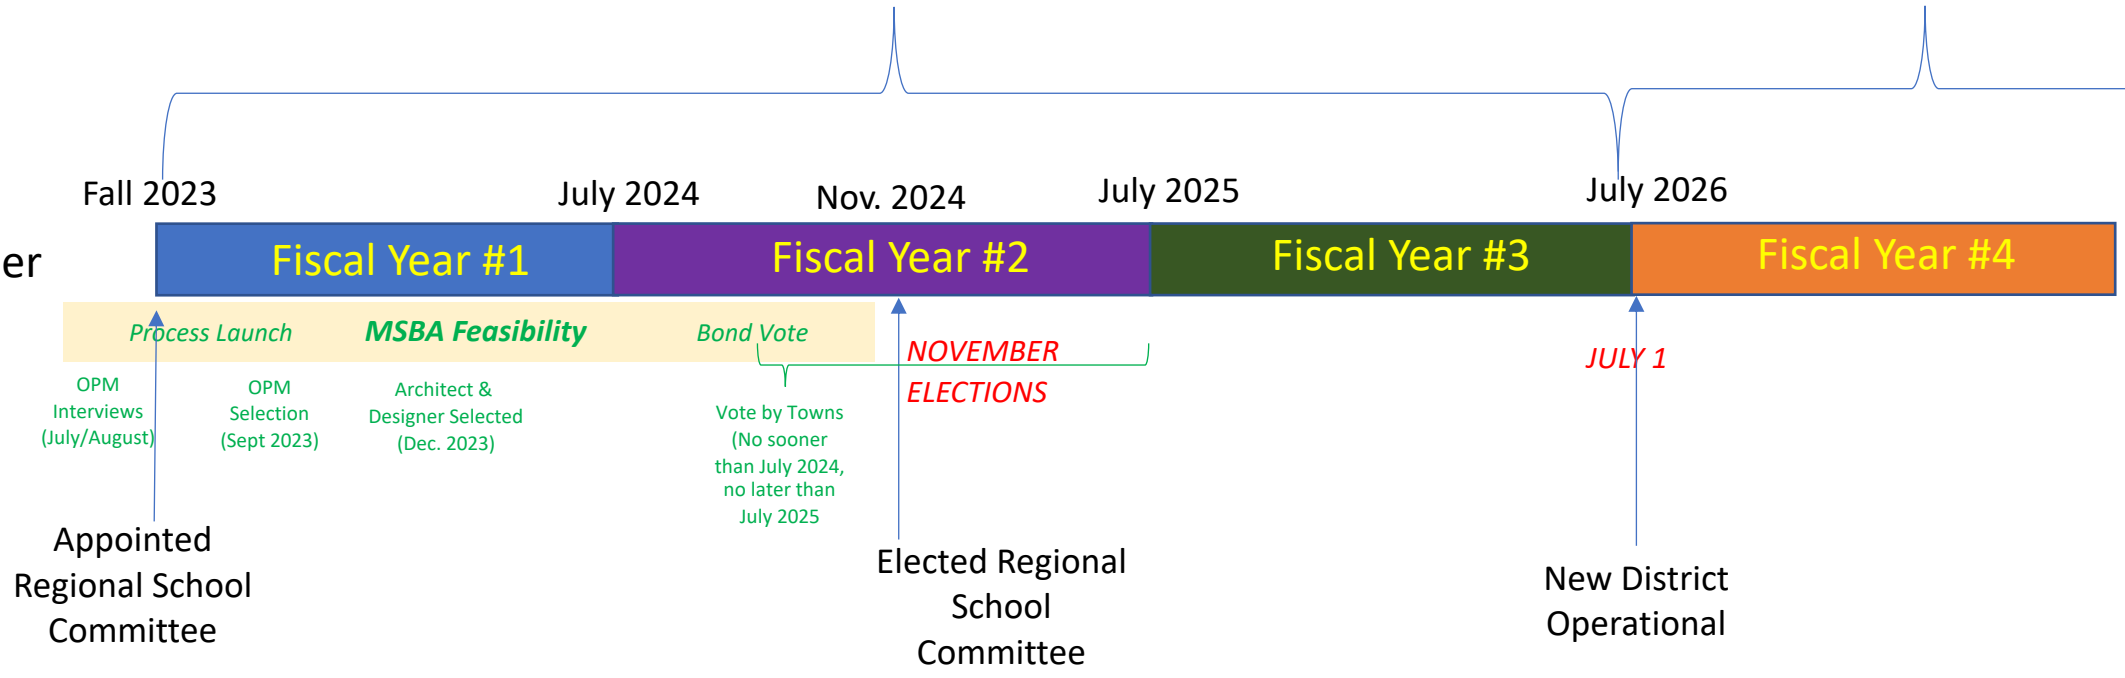 Fall 2023
July 2024
Nov. 2024
July 2025
July 2026
er
Fiscal Year #1
Fiscal Year #2
Fiscal Year #3
Fiscal Year #4
Process Launch
MSBA Feasibility
Bond Vote
NOVEMBER
ELECTIONS
JULY 1
OPM
Interviews
(July/August)
OPM
Selection
(Sept 2023)
Architect &
Designer Selected
(Dec. 2023)
Vote by Towns
(No sooner
than July 2024,
no later than
July 2025
Appointed
Regional School
Committee
Elected Regional
School
Committee
New District
Operational